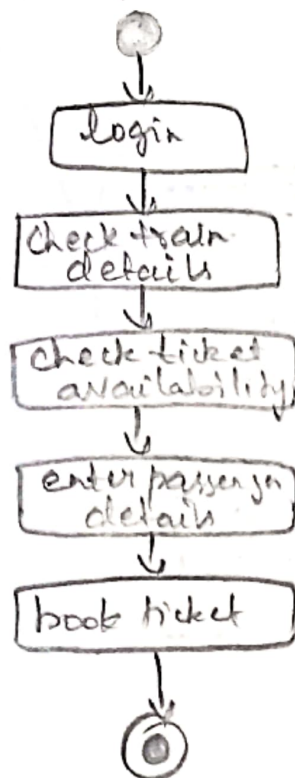 login
check train
details
check ticket
availability
enter passenger
details
book ticket